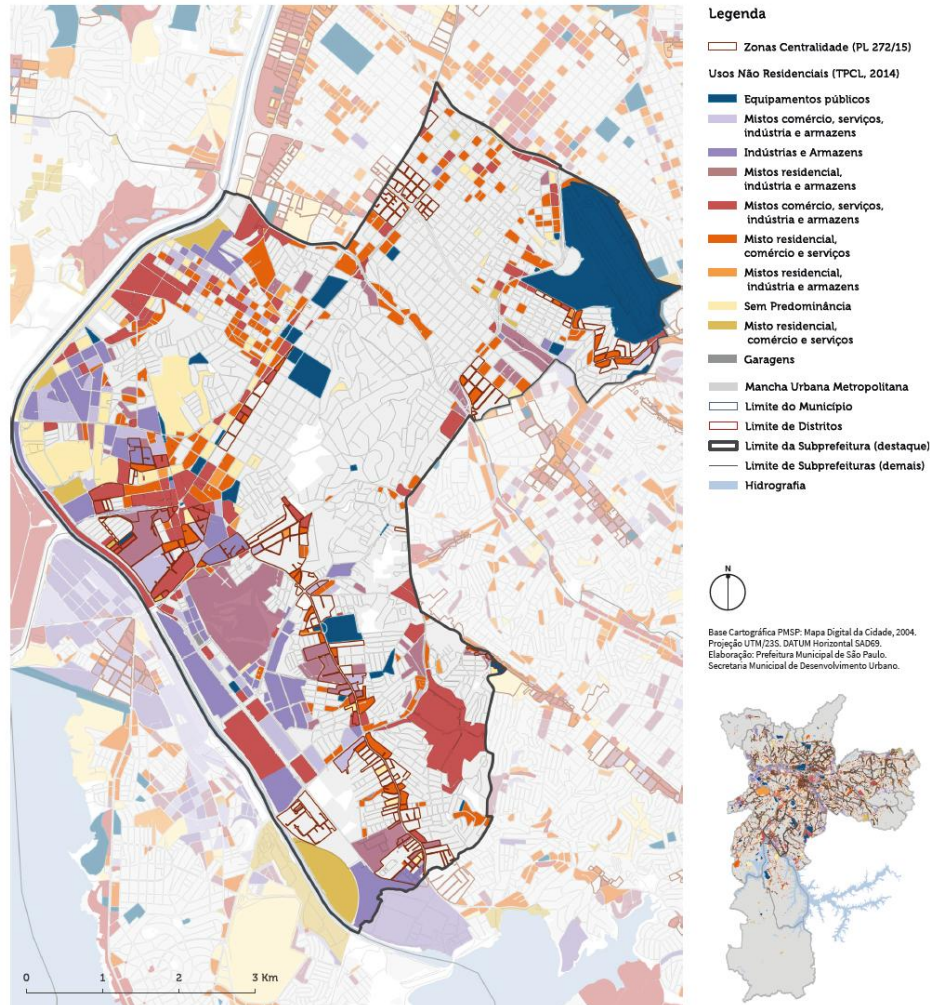 Legenda
Zonas Centralidade (PL 272/15)
Usos Não Residenciais (TPCL, 2014)
Equipamentos públicos
Mistos comércio, serviços,
indústria e armazens
Indústrias e Armazens
Mistos residencial,
indústria e armazens
Mistos comércio, serviços,
indústria e armazens
Misto residencial,
comércio e serviços
Mistos residencial,
indústria e armazens
Sem Predominância
Misto residencial,
comércio e serviços
Garagens
Mancha Urbana Metropolitana
Limite do Município
Limite de Distritos
Limite da Subprefeitura (destaque)
Limite de Subprefeituras (demais)
Hidrografia
N
Base Cartográfica PMSP: Mapa Digital da Cidade, 2004.
Projeção UTM/23S. DATUM Horizontal SAD69.
Elaboração: Prefeitura Municipal de São Paulo.
Secretaria Municipal de Desenvolvimento Urbano.
0 1 2 3 Km